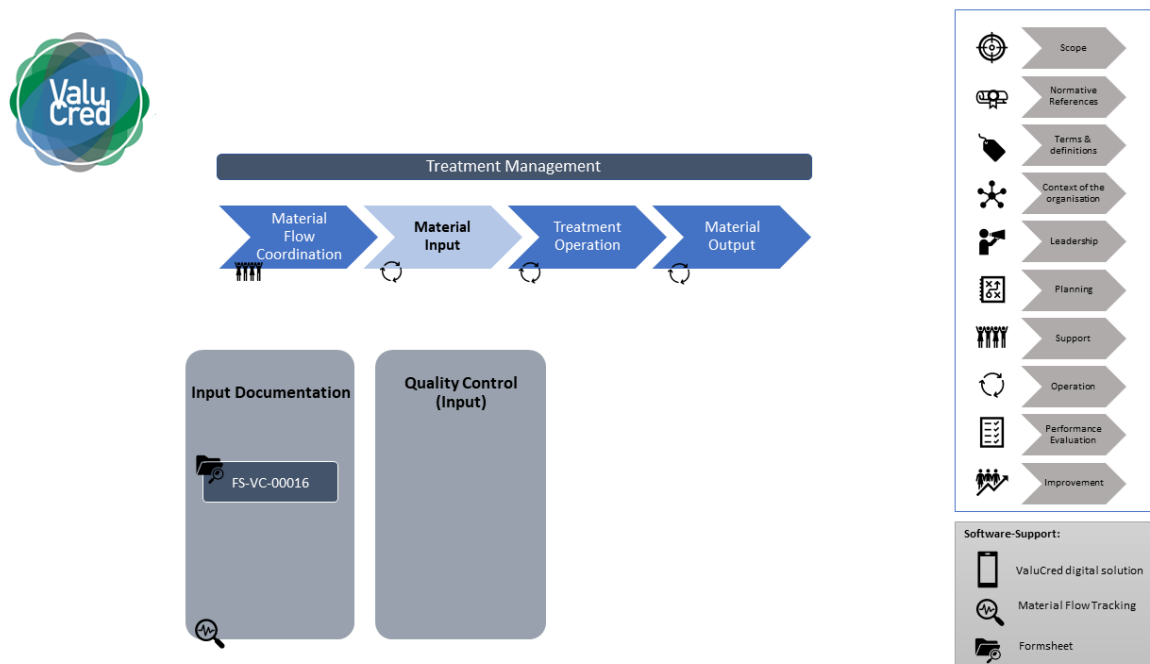 Valu
Cred
Treatment Management
Material
Flow
Coordination
Material
Input
Treatment
Operation
Material
Output
Input Documentation
FS-VC-00016
Quality Control
(Input)
Scope
Normative
References
Terms &
definitions
Context of the
organisation
Leadership
Planning
Support
Operation
Performance
Evaluation
Improvement
Software-Support:
ValuCred digital solution
Material Flow Tracking
Formsheet